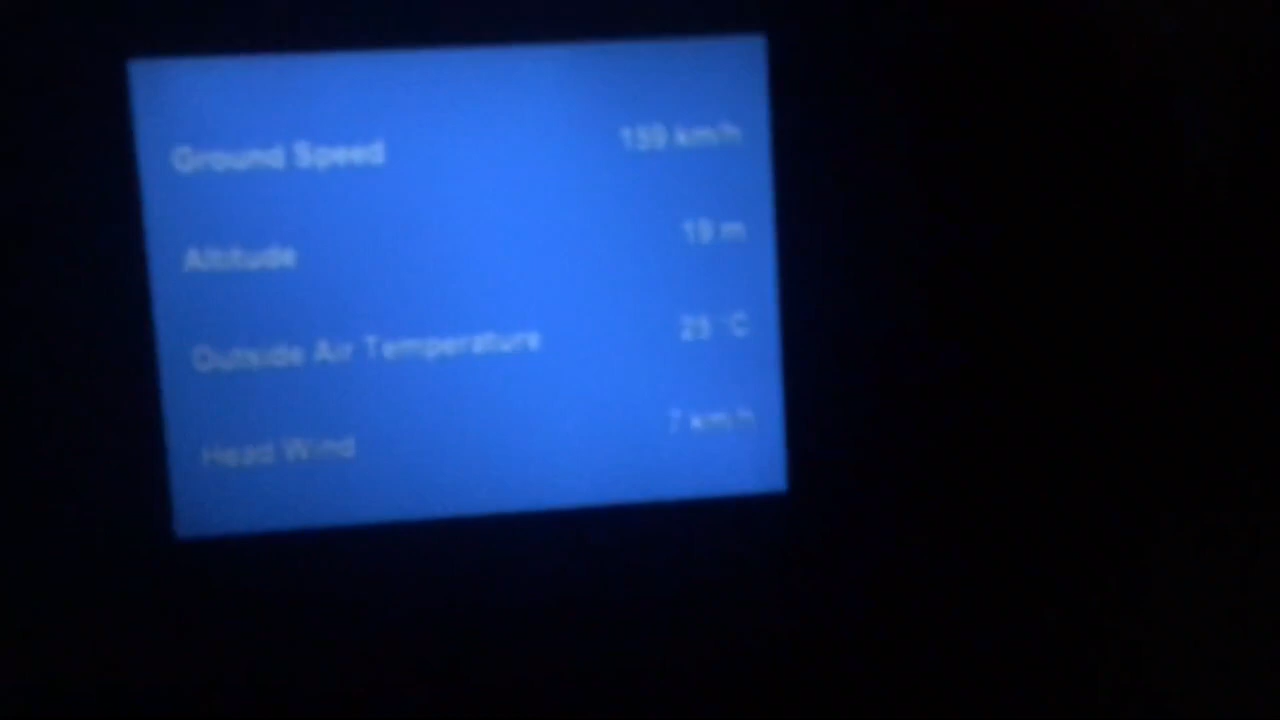 Ground Speed 159 km/h
Altitude 19 m
Outside Air Temperature °C
Head Wind 7 km/h